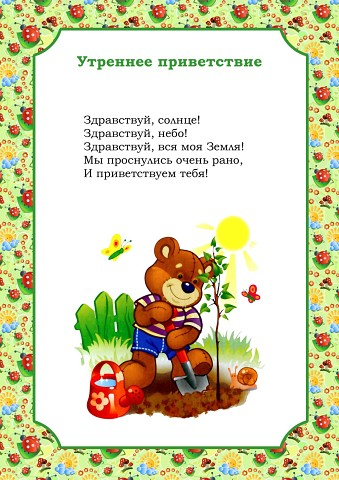 Утреннее приветствие
Здравствуй, солнце!
Здравствуй, небо!
Здравствуй, вся моя Земля!
Мы проснулись очень рано,
И приветствуем тебя!